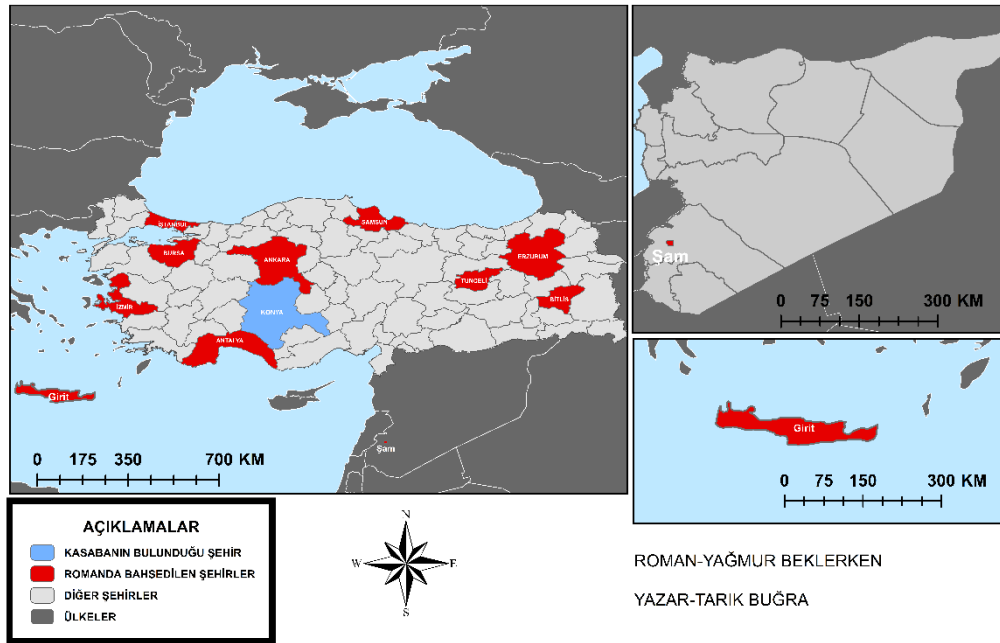 İSTANBUL
SAMSUN
BURSA
ANKARA
ERZURUM
TUNCELİ
BİTLİS
İZMİR
KONYA
ANTALYA
Girit
Şam
0 175 350 700 KM
Şam
0 75 150 300 KM
Girit
0 75 150 300 KM
AÇIKLAMALAR
KASABANIN BULUNDUĞU ŞEHİR
ROMANDA BAHSEDİLEN ŞEHİRLER
DİĞER ŞEHİRLER
ÜLKELER
N
W E
S
ROMAN-YAĞMUR BEKLERKEN
YAZAR-TARIK BUĞRA